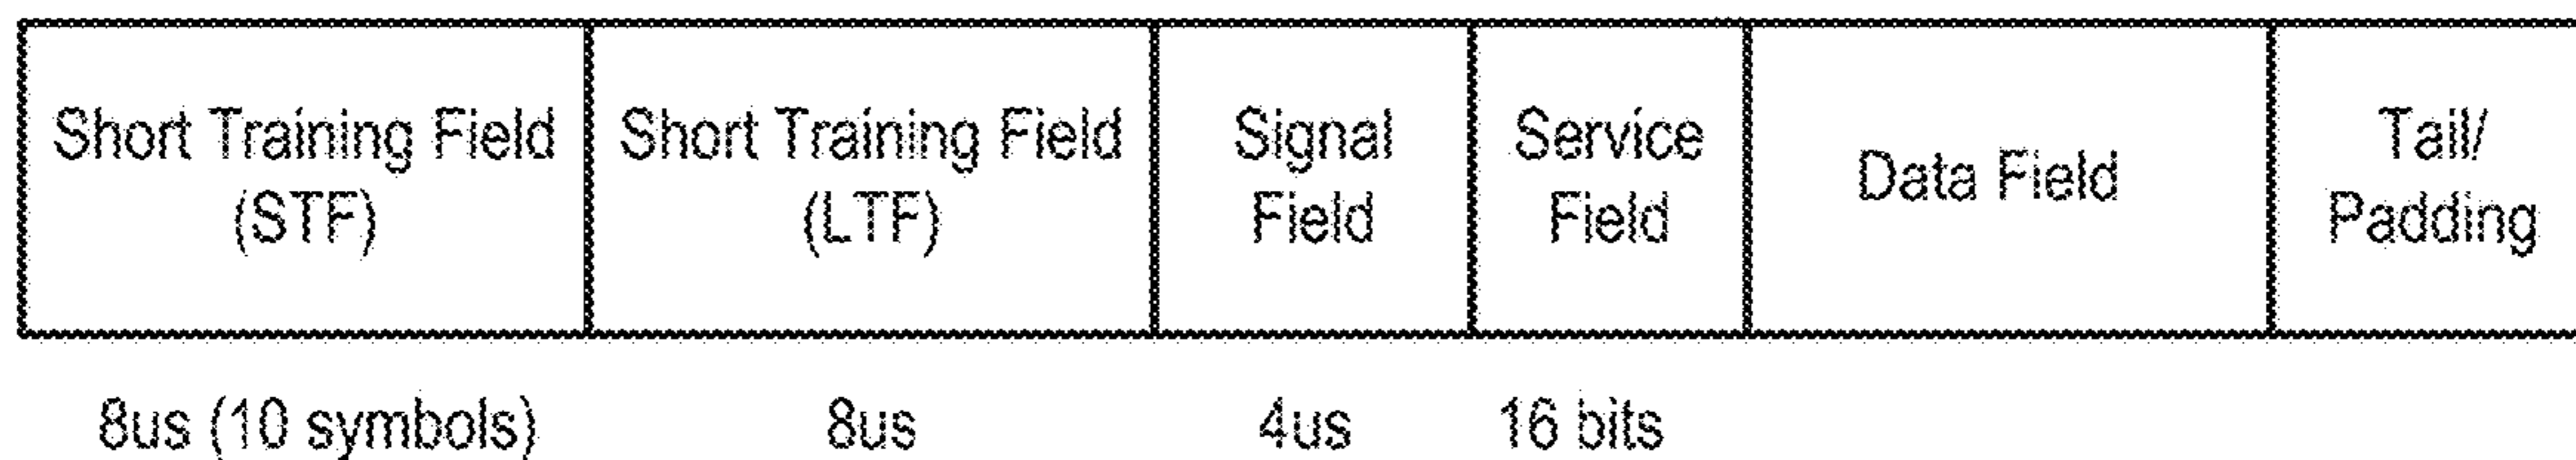 Short Training Field
(STF)
Short Training Field
(LTF)
Signal
Field
Service
Field
Data Field
Tail/
Padding
8us (10 symbols)
8us
4us
16 bits